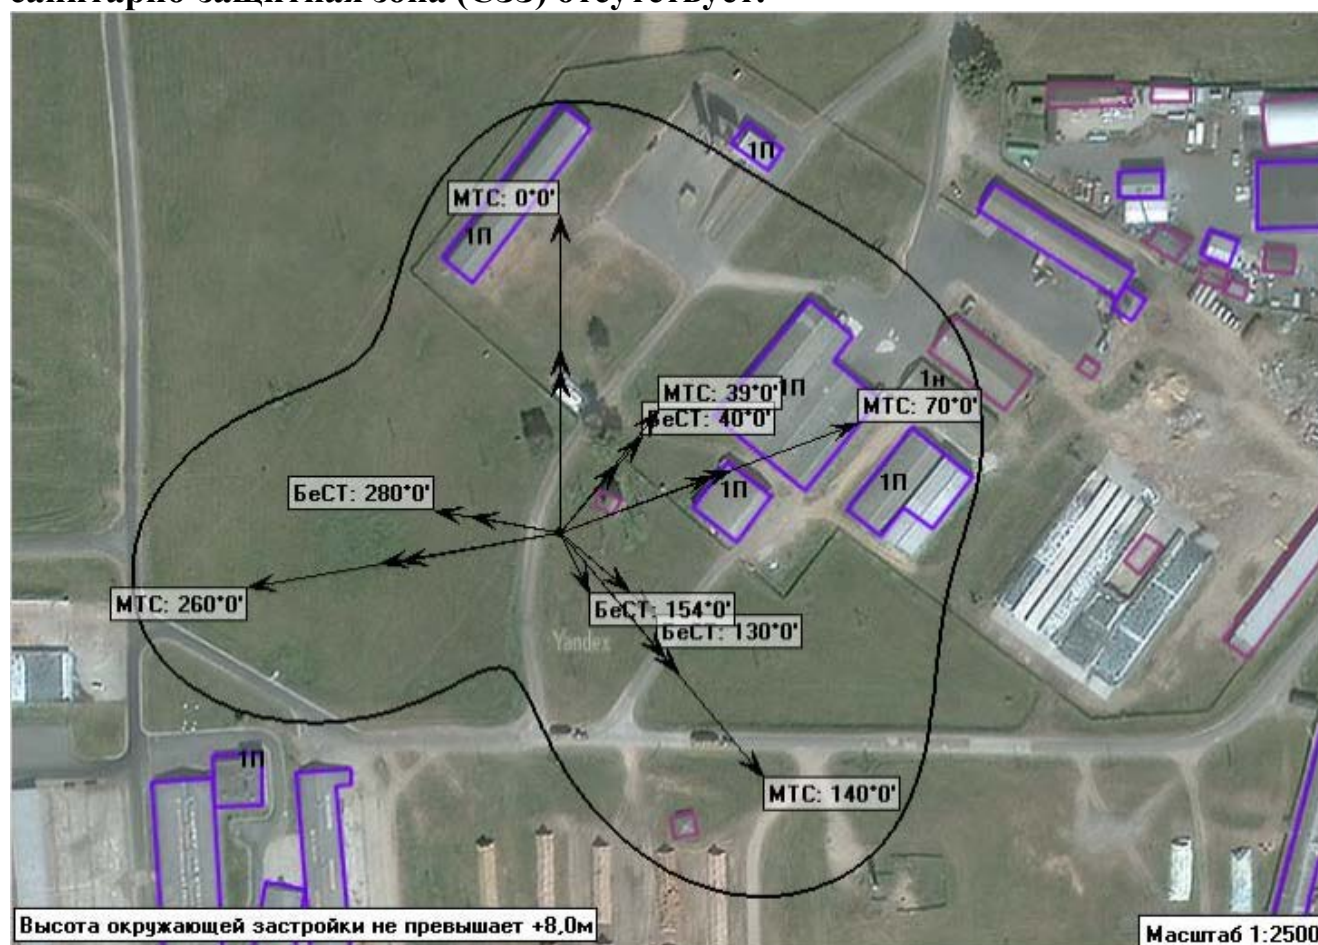 санитарно-защитная зона (СЗЗ) отсутствует.
1П
МТС: 0°0'
1П
МТС: 39°0'
1П
1н
БеСТ: 40°0'
МТС: 70°0'
БеСТ: 280°0'
1П
1П
МТС: 260°0'
БеСТ: 154°0'
БеСТ: 130°0'
Yandex
1П
МТС: 140°0'
Высота окружающей застройки не превышает +8,0м
Масштаб 1:2500